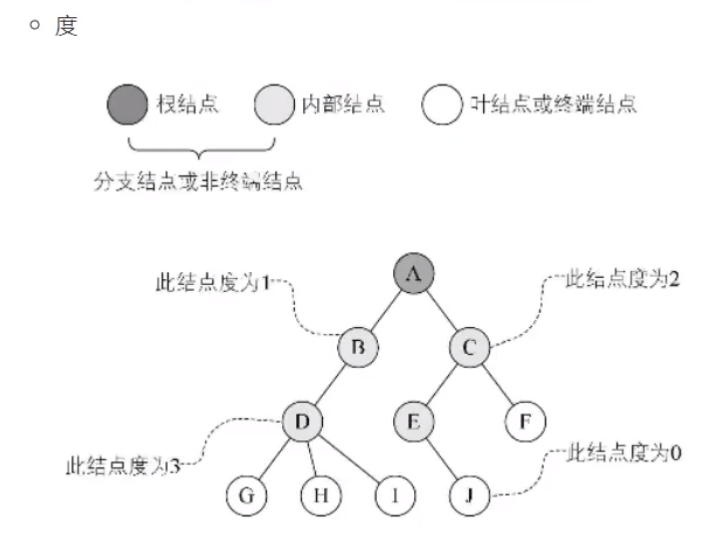 度
根结点 内部结点 叶结点或终端结点
分支结点或非终端结点
A
此结点度为1 此结点度为2
B C
D E F
此结点度为3 此结点度为0
G H I J